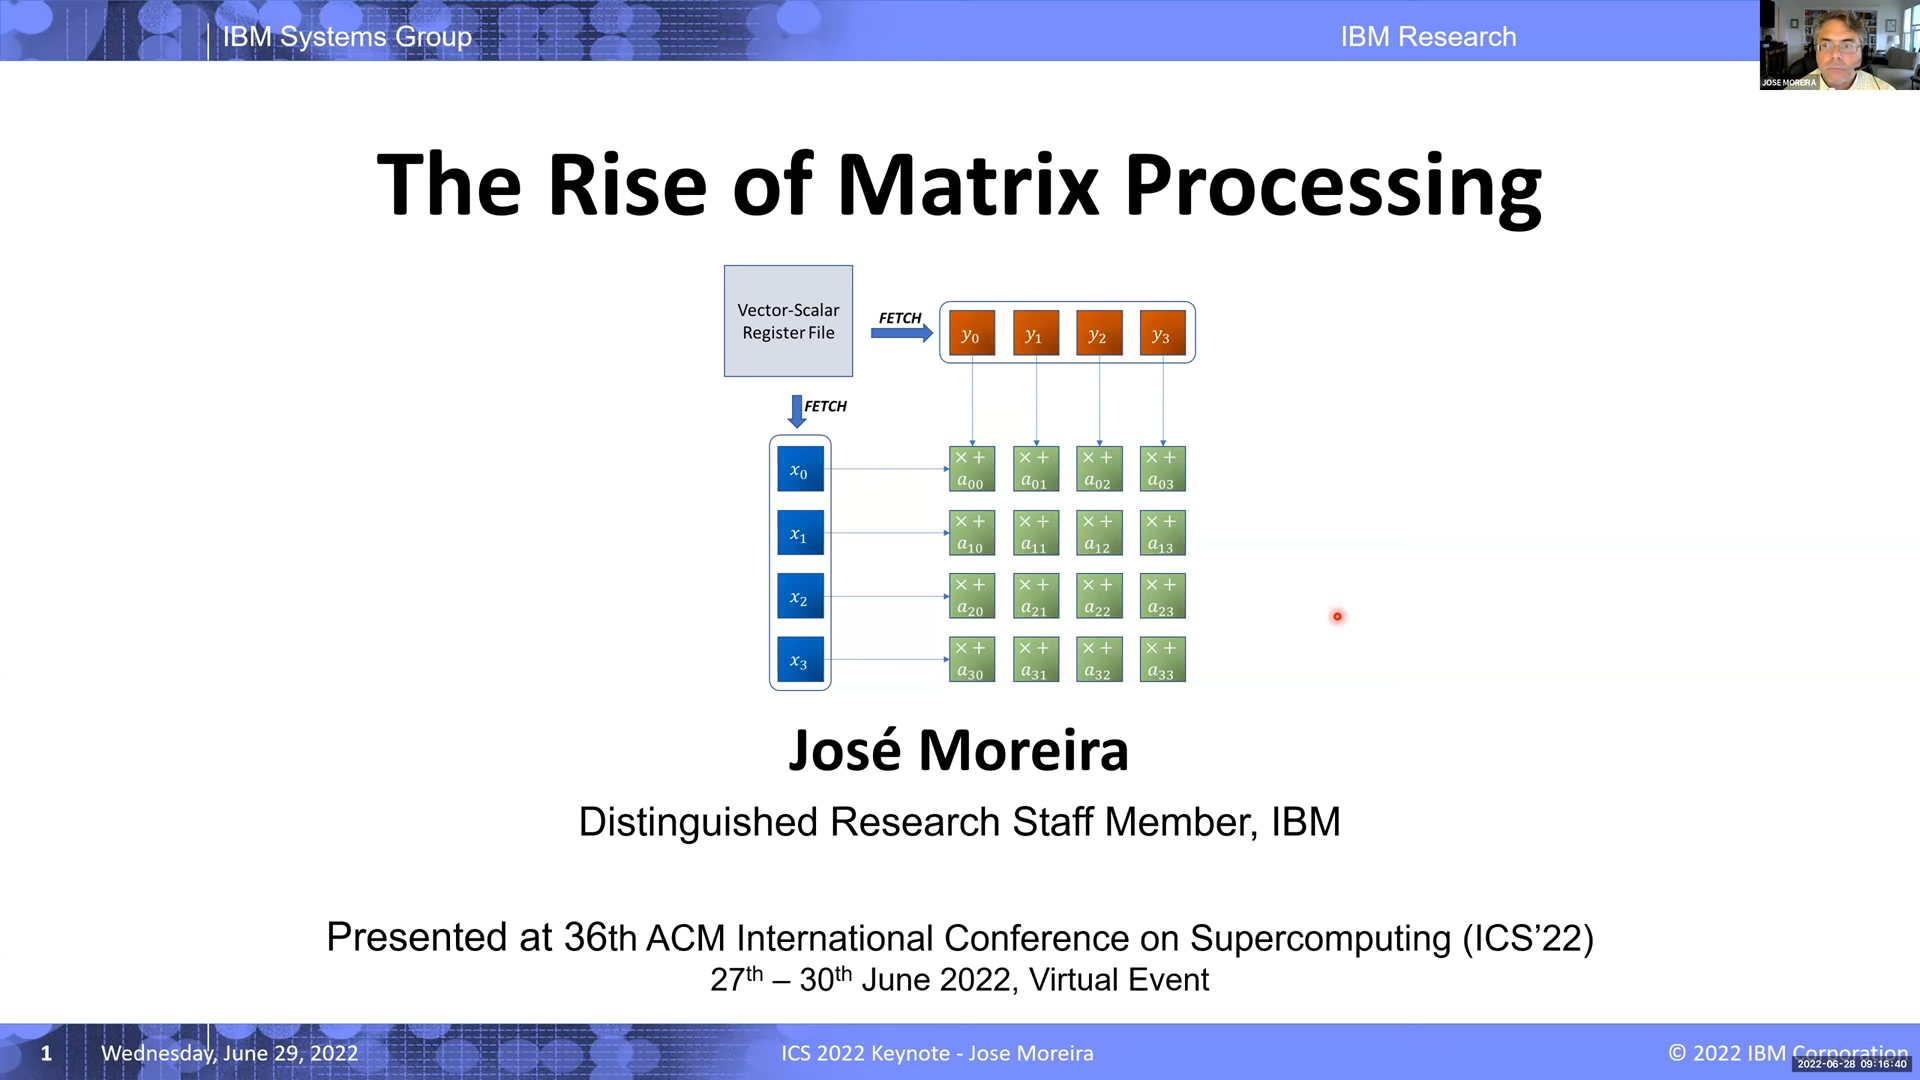 IBM Systems Group
IBM Research
JOSE MOREIRA
The Rise of Matrix Processing
Vector-Scalar
Register File
FETCH
y0 y1 y2 y3
FETCH
x0
× + a00 × + a01 × + a02 × + a03
x1
× + a10 × + a11 × + a12 × + a13
x2
× + a20 × + a21 × + a22 × + a23
x3
× + a30 × + a31 × + a32 × + a33
José Moreira
Distinguished Research Staff Member, IBM
Presented at 36th ACM International Conference on Supercomputing (ICS’22)
27th – 30th June 2022, Virtual Event
1 Wednesday, June 29, 2022
ICS 2022 Keynote - Jose Moreira
© 2022 IBM Corporation
2022-06-28 09:16:40